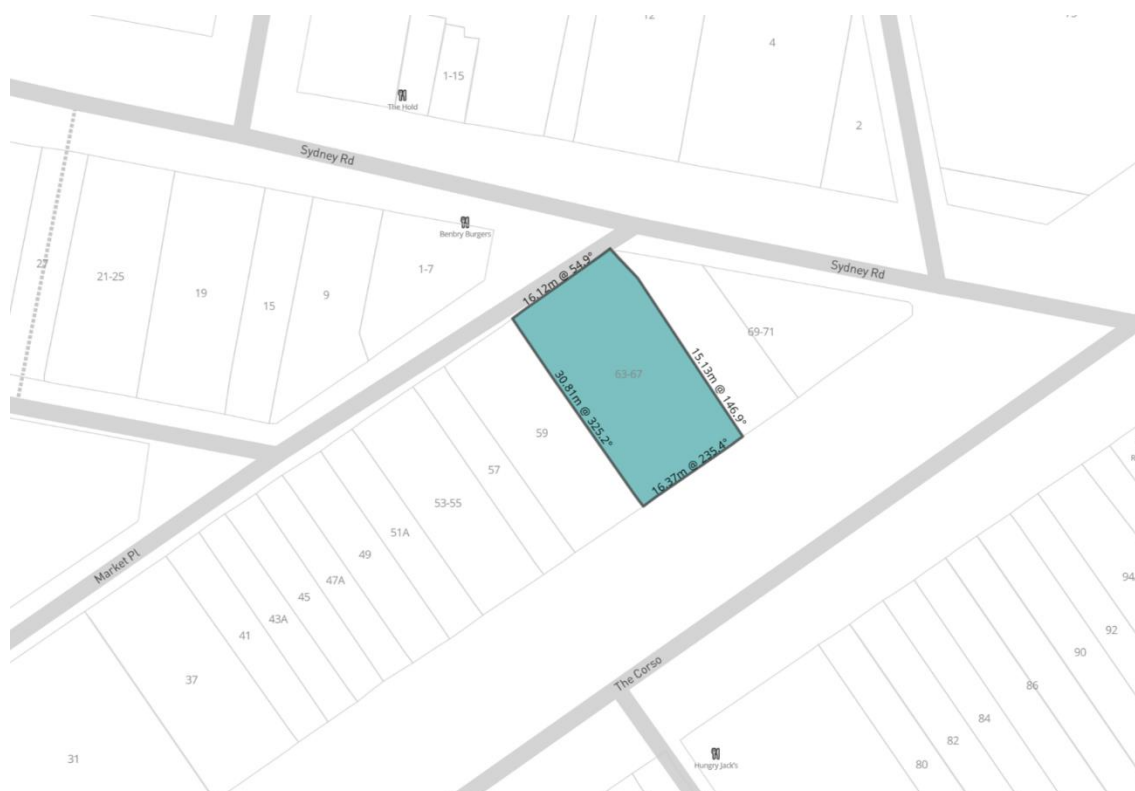 12
4
1-15
The Hold
2
Sydney Rd
Benbry Burgers
1-7
21-25
19
15
9
Sydney Rd
16.12m @ 54.9°
69-71
15.13m @ 146.9°
63-67
30.81m @ 325.2°
16.37m @ 235.4°
59
57
53-55
51A
49
47A
45
43A
41
37
31
Market Pl
The Corso
94
92
90
86
84
82
80
Hungry Jack's